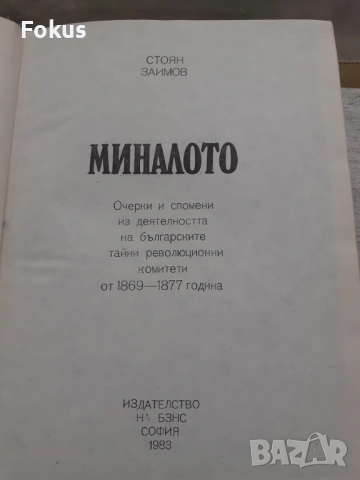 Fokus
СТОЯН
ЗАИМОВ
МИНАЛОТО
Очерки и спомени
из деятелността
на българските
тайни революционни
комитети
от 1869—1877 година
ИЗДАТЕЛСТВО
НА БЗНС
СОФИЯ
1983
BAZAR